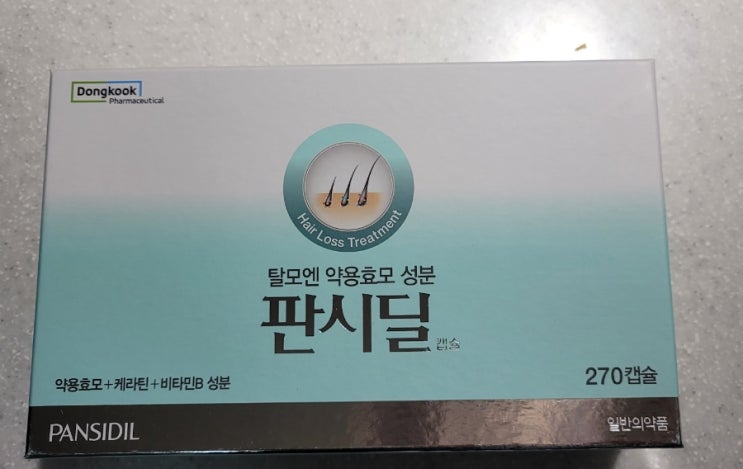 Dongkook
Pharmaceutical
Hair Loss Treatment
탈모엔 약용효모 성분
판시딜 캡슐
약용효모+케라틴+비타민B 성분
270캡슐
PANSIDIL
일반의약품